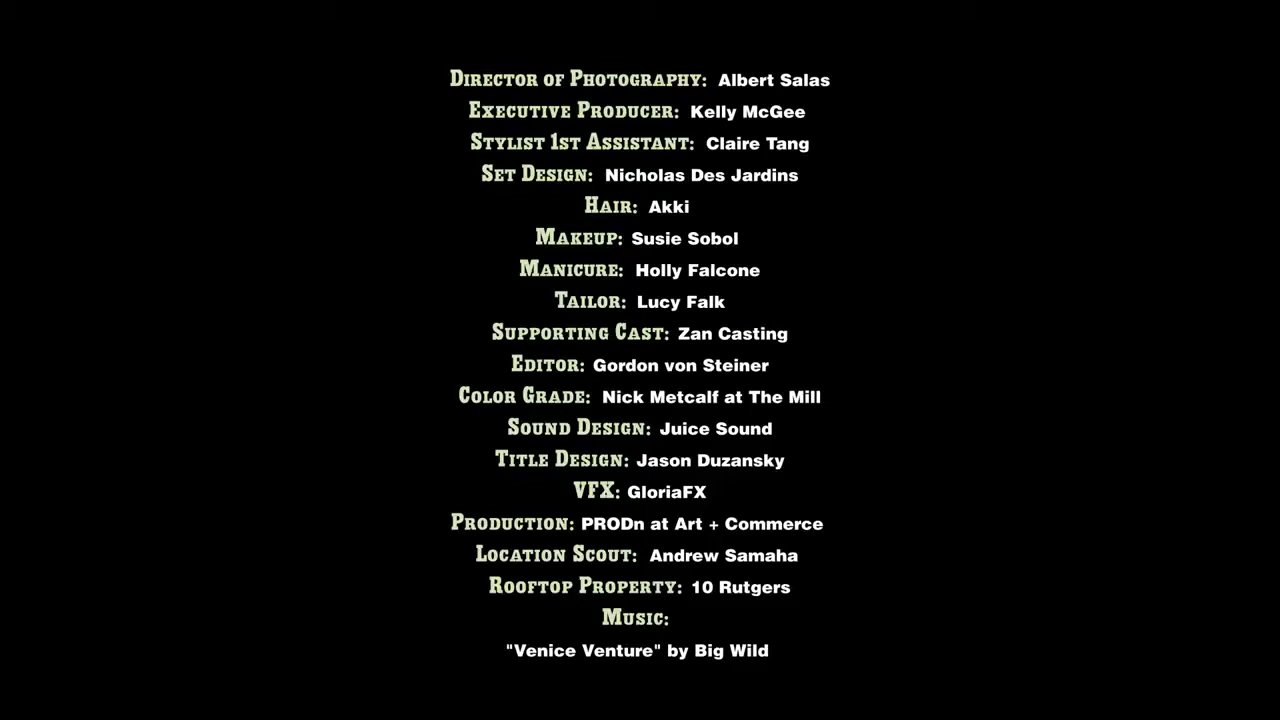 Director of Photography: Albert Salas
Executive Producer: Kelly McGee
Stylist 1st Assistant: Claire Tang
Set Design: Nicholas Des Jardins
Hair: Akki
Makeup: Susie Sobol
Manicure: Holly Falcone
Tailor: Lucy Falk
Supporting Cast: Zan Casting
Editor: Gordon von Steiner
Color Grade: Nick Metcalf at The Mill
Sound Design: Juice Sound
Title Design: Jason Duzansky
VFX: GloriaFX
Production: PRODn at Art + Commerce
Location Scout: Andrew Samaha
Rooftop Property: 10 Rutgers
Music:
"Venice Venture" by Big Wild